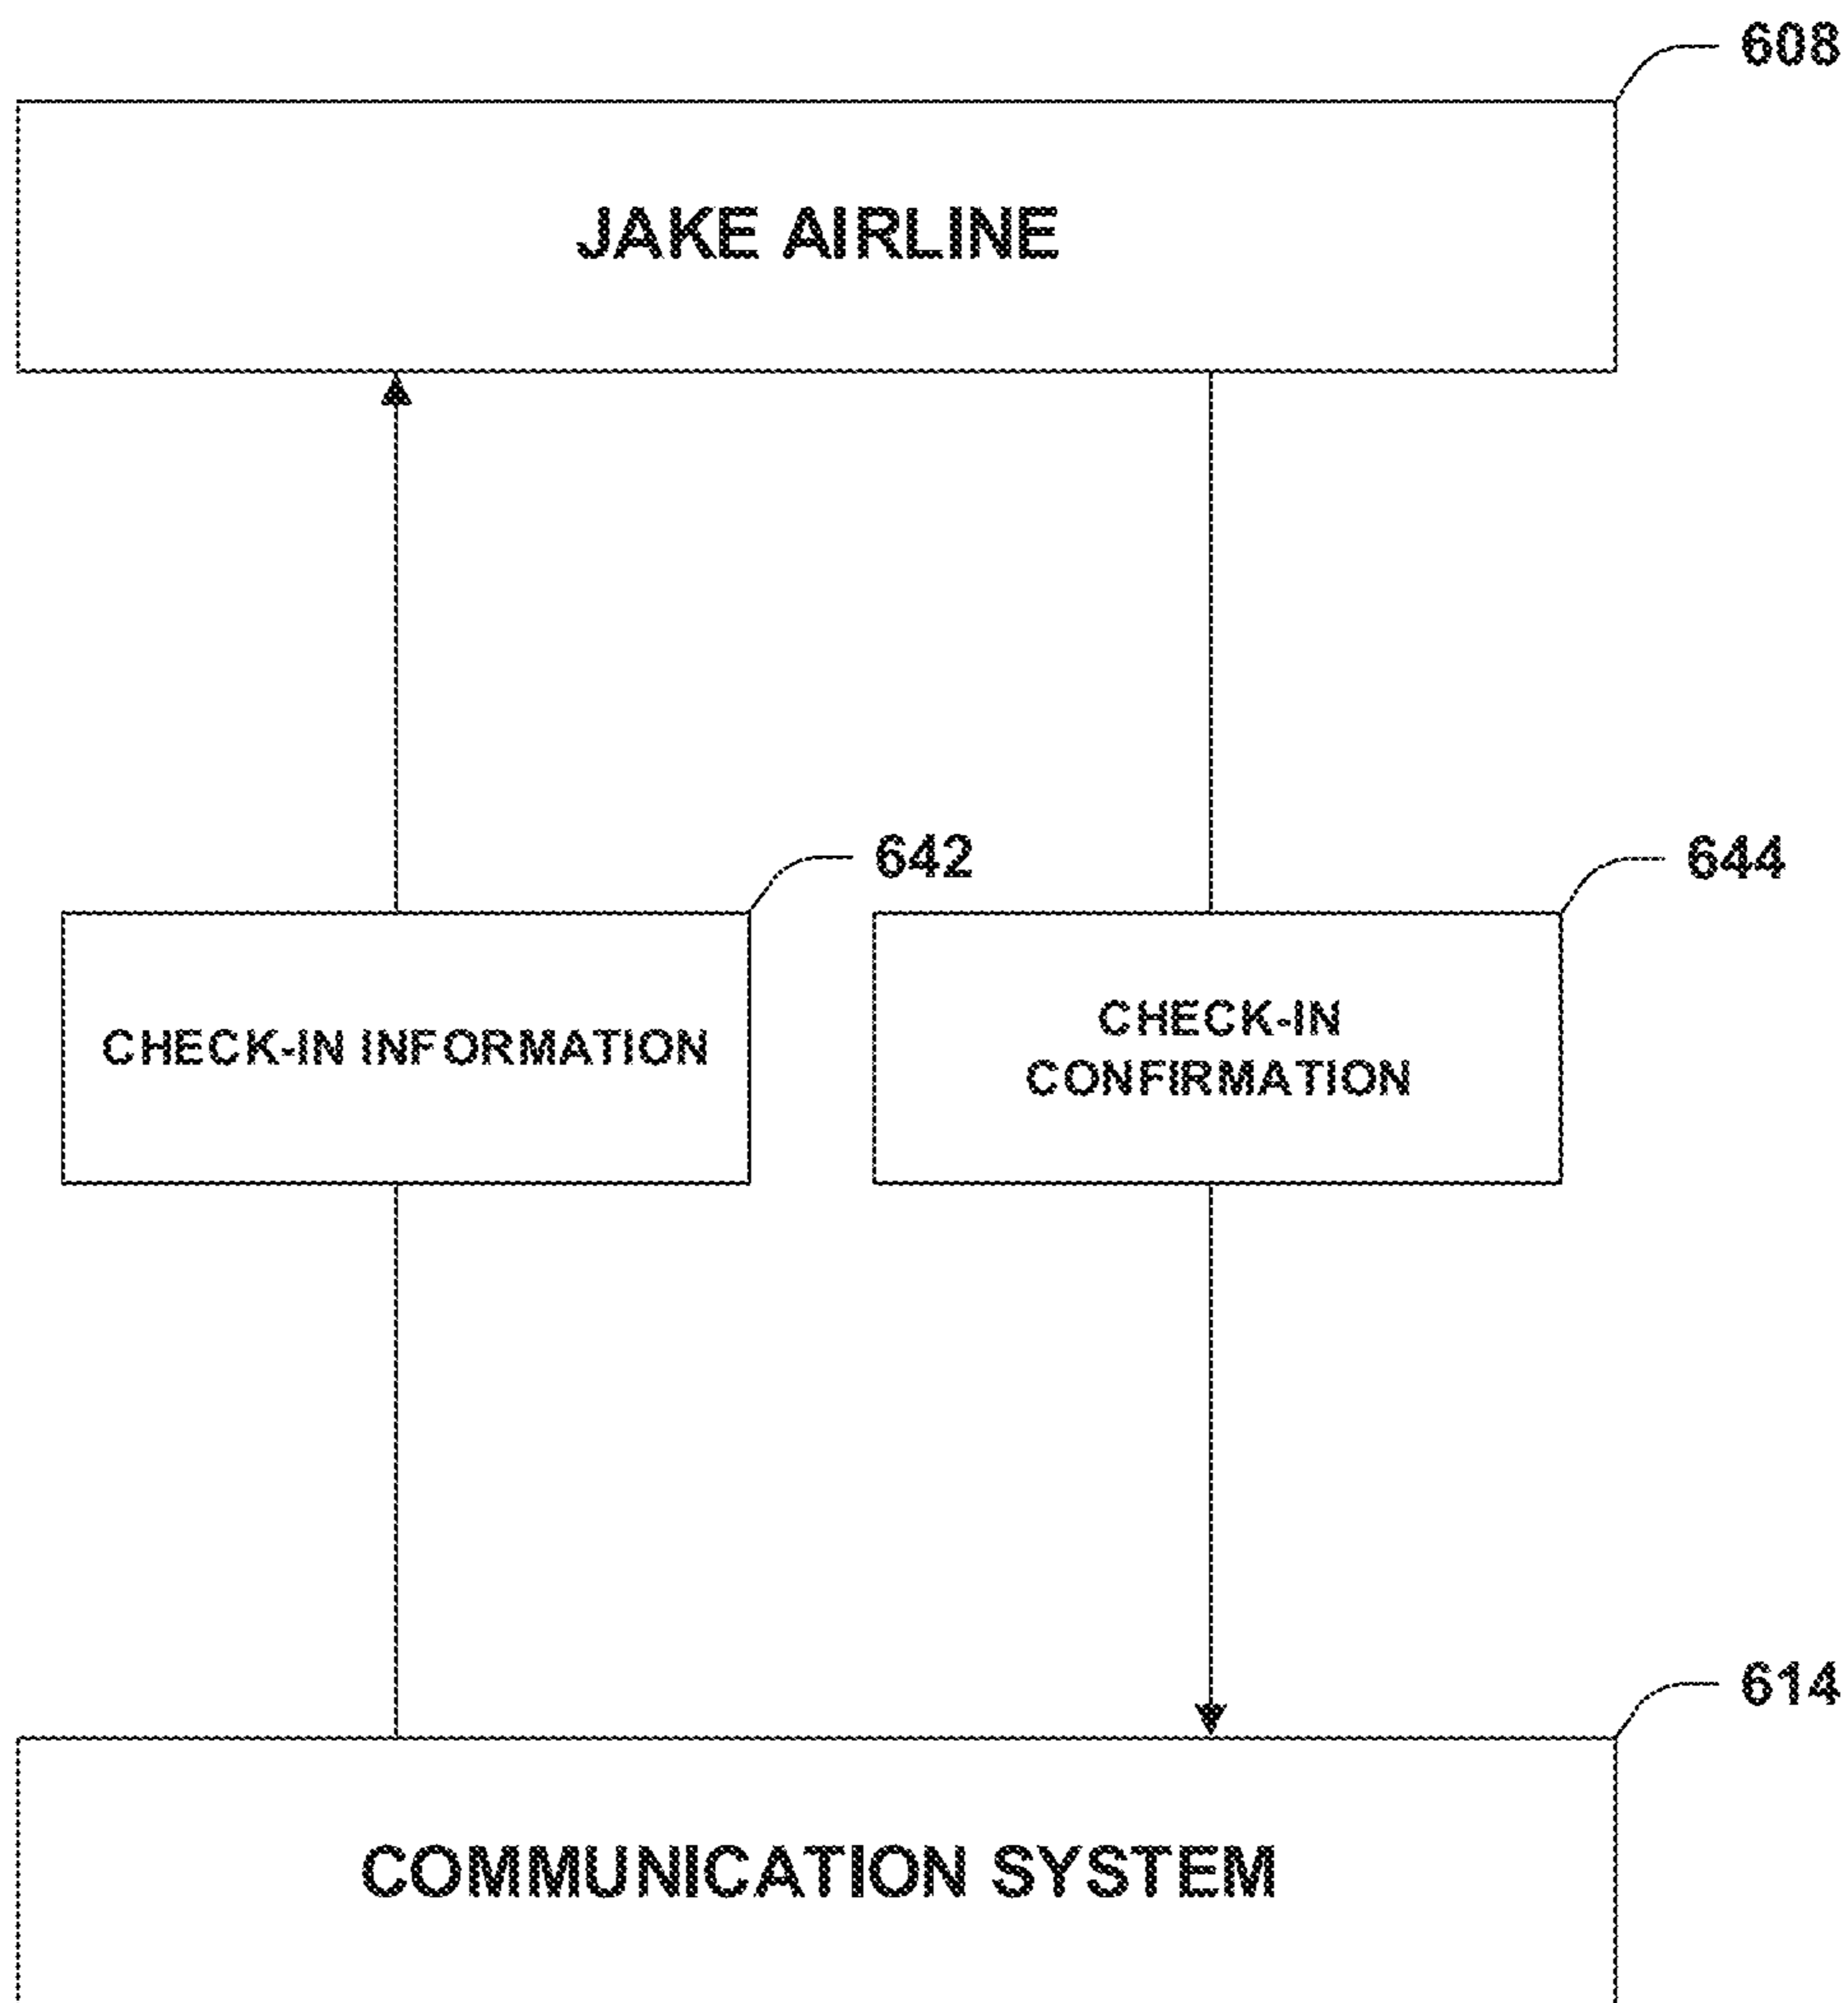 608
JAKE AIRLINE
642
644
CHECK-IN INFORMATION
CHECK-IN
CONFIRMATION
614
COMMUNICATION SYSTEM